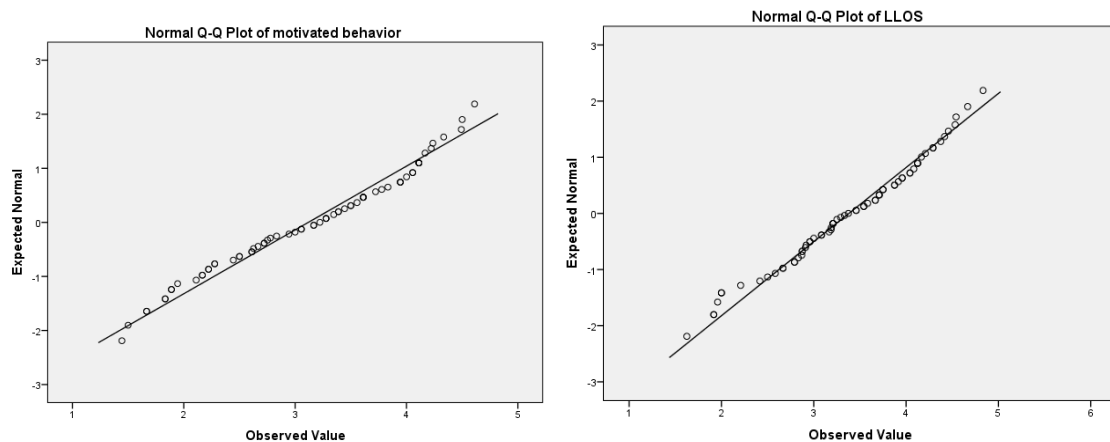 Normal Q-Q Plot of motivated behavior
3
2
1
0
-1
-2
-3
Expected Normal
1 2 3 4 5
Observed Value
Normal Q-Q Plot of LLOS
3
2
1
0
-1
-2
-3
Expected Normal
1 2 3 4 5 6
Observed Value